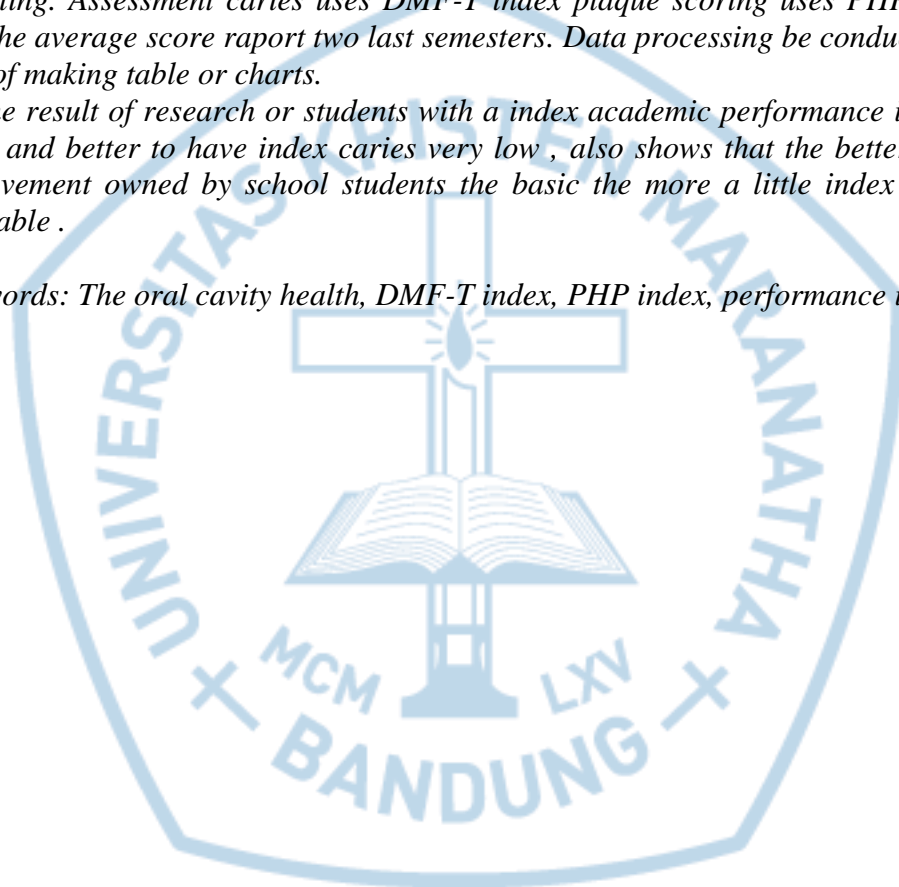 ting. Assessment caries uses DMF-T index plaque scoring uses PHP
he average score raport two last semesters. Data processing be condu
of making table or charts.
e result of research or students with a index academic performance
and better to have index caries very low , also shows that the bette
vement owned by school students the basic the more a little index
able .
ords: The oral cavity health, DMF-T index, PHP index, performance
UNIVERSITAS KRISTEN MARANATHA
MCM LXV
BANDUNG